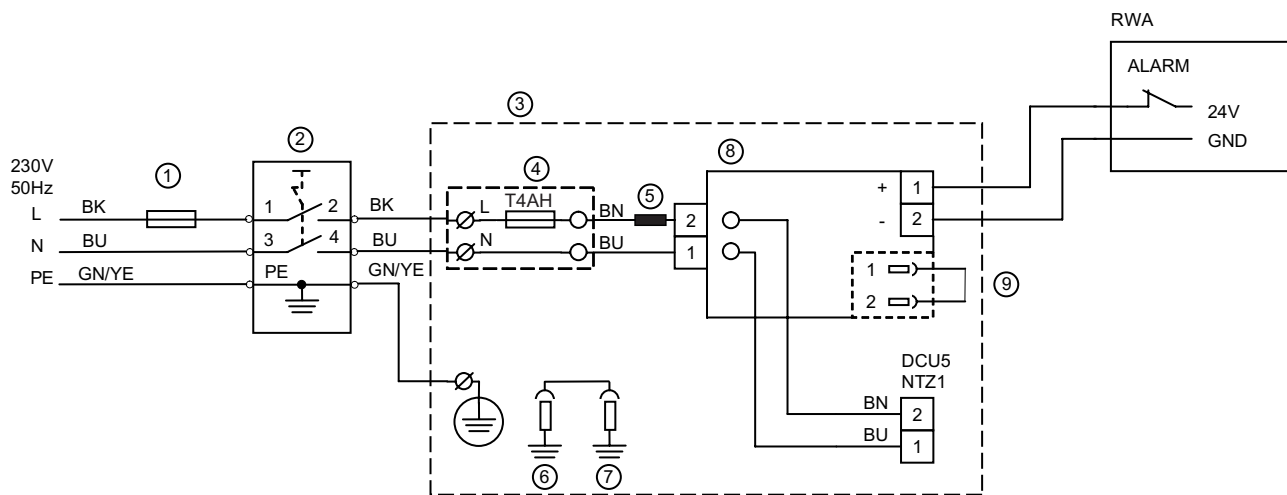 RWA
ALARM
24V
GND
3
2
230V
50Hz
1
4
8
L
BK
1
2
BK
L
T4AH
BN
5
2
+
1
N
BU
3
4
BU
N
BU
1
-
2
PE
GN/YE
PE
GN/YE
1
2
9
DCU5
NTZ1
BN
2
BU
1
6
7